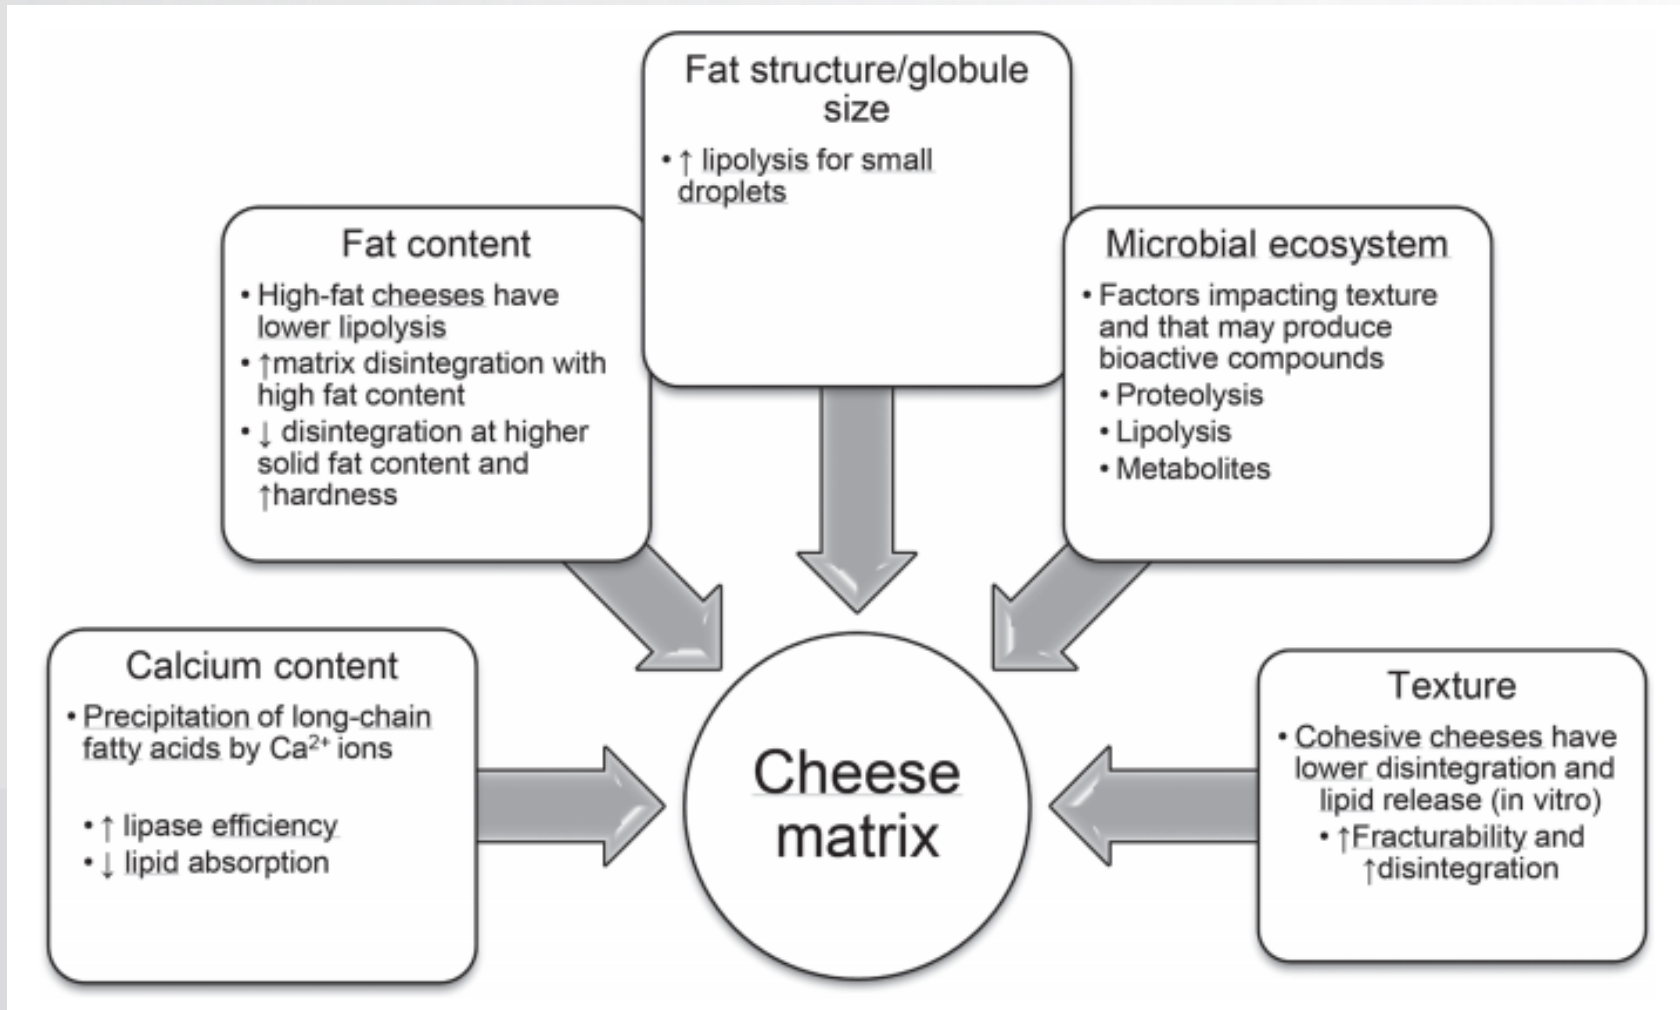 Fat structure/globule
size
• ↑ lipolysis for small
droplets
Fat content
• High-fat cheeses have
lower lipolysis
• ↑matrix disintegration with
high fat content
• ↓ disintegration at higher
solid fat content and
↑hardness
Microbial ecosystem
• Factors impacting texture
and that may produce
bioactive compounds
• Proteolysis
• Lipolysis
• Metabolites
Calcium content
• Precipitation of long-chain
fatty acids by Ca²⁺ ions
• ↑ lipase efficiency
• ↓ lipid absorption
Cheese
matrix
Texture
• Cohesive cheeses have
lower disintegration and
lipid release (in vitro)
• ↑Fracturability and
↑disintegration